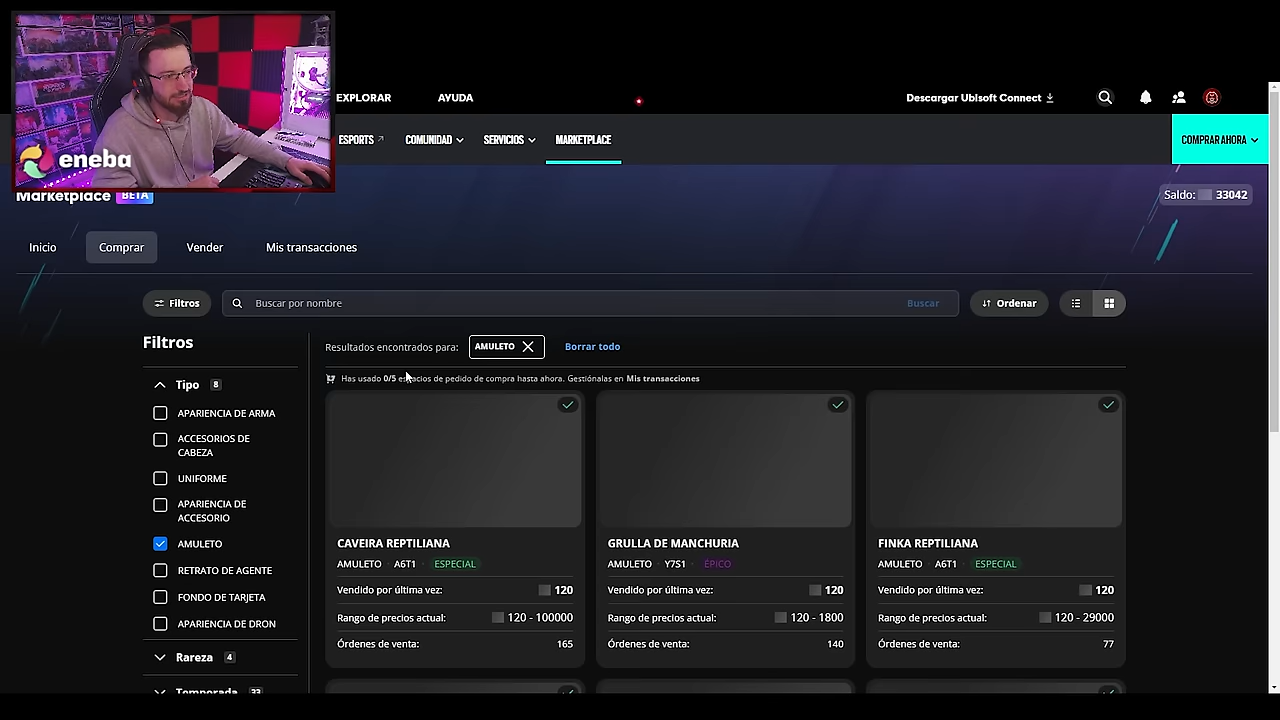 EXPLORAR
AYUDA
Descargar Ubisoft Connect
ESPORTS
COMUNIDAD
SERVICIOS
MARKETPLACE
COMPRAR AHORA
eneba
Marketplace BETA
Saldo: 33042
Inicio
Comprar
Vender
Mis transacciones
Filtros
Buscar por nombre
Buscar
Ordenar
Filtros
Resultados encontrados para:
AMULETO
Borrar todo
Has usado 0/5 espacios de pedido de compra hasta ahora. Gestiónalas en Mis transacciones
Tipo 8
APARIENCIA DE ARMA
ACCESORIOS DE
CABEZA
UNIFORME
APARIENCIA DE
ACCESORIO
AMULETO
RETRATO DE AGENTE
FONDO DE TARJETA
APARIENCIA DE DRON
Rareza 4
Temporada 33
CAVEIRA REPTILIANA
AMULETO · A6T1 · ESPECIAL
Vendido por última vez: 120
Rango de precios actual: 120 - 100000
Órdenes de venta: 165
GRULLA DE MANCHURIA
AMULETO · Y7S1 · ÉPICO
Vendido por última vez: 120
Rango de precios actual: 120 - 1800
Órdenes de venta: 140
FINKA REPTILIANA
AMULETO · A6T1 · ESPECIAL
Vendido por última vez: 120
Rango de precios actual: 120 - 29000
Órdenes de venta: 77